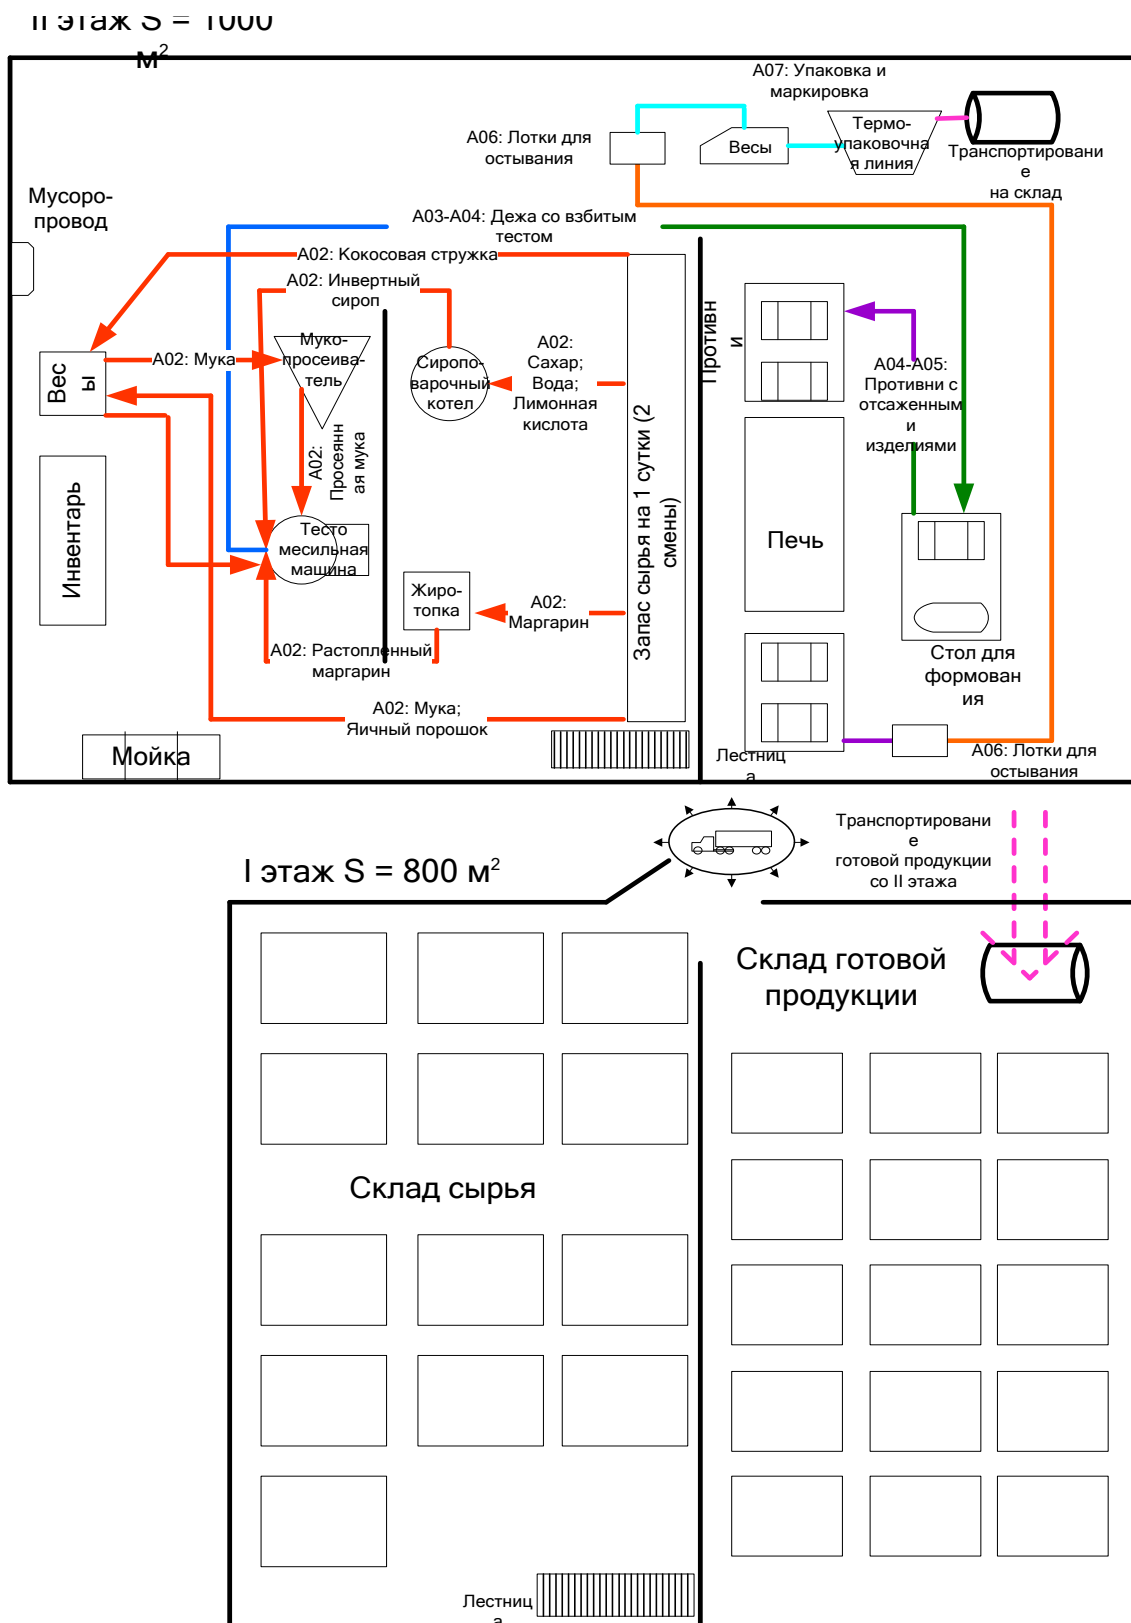 II этаж S = 1000
м²
А07: Упаковка и
маркировка
А06: Лотки для
остывания
Весы
Термо-
упаковочна
я линия
Транспортировани
е
на склад
Мусоро-
провод
А03-А04: Дежа со взбитым
тестом
А02: Кокосовая стружка
А02: Инвертный
сироп
Вес
ы
А02: Мука
Муко-
просеива-
тель
Сиропо-
варочный
котел
А02:
Сахар;
Вода;
Лимонная
кислота
Противн
и
А04-А05:
Противни с
отсаженным
и
изделиями
А02:
Просеянн
ая мука
Запас сырья на 1 сутки (2
смены)
Инвентарь
Тесто
месильная
машина
Печь
Жиро-
топка
А02:
Маргарин
А02: Растопленный
маргарин
Стол для
формован
ия
А02: Мука;
Яичный порошок
Мойка
Лестниц
а
А06: Лотки для
остывания
Транспортировани
е
готовой продукции
со II этажа
I этаж S = 800 м²
Склад готовой
продукции
Склад сырья
Лестниц
а